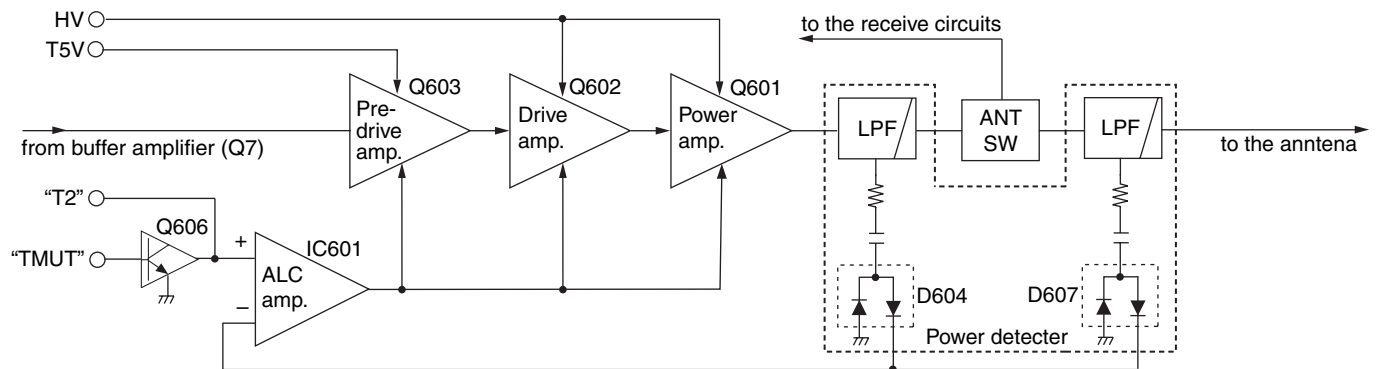 HV
T5V
to the receive circuits
Q603
Q602
Q601
Pre-
drive
amp.
Drive
amp.
Power
amp.
LPF
ANT
SW
LPF
from buffer amplifier (Q7)
to the anntena
“T2”
Q606
“TMUT”
+
IC601
ALC
amp.
–
D604
D607
Power detecter